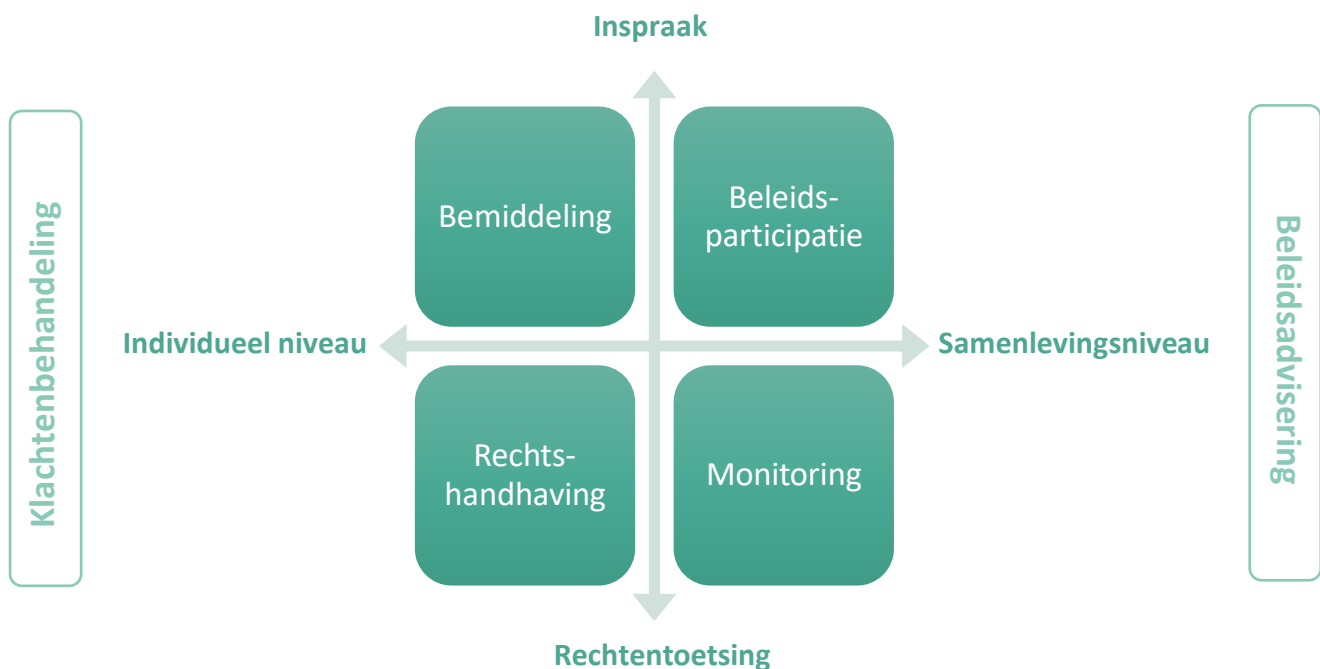 Inspraak
Klachtenbehandeling
Bemiddeling
Beleids-
participatie
Beleidsadvisering
Individueel niveau
Samenlevingsniveau
Rechts-
handhaving
Monitoring
Rechtentoetsing